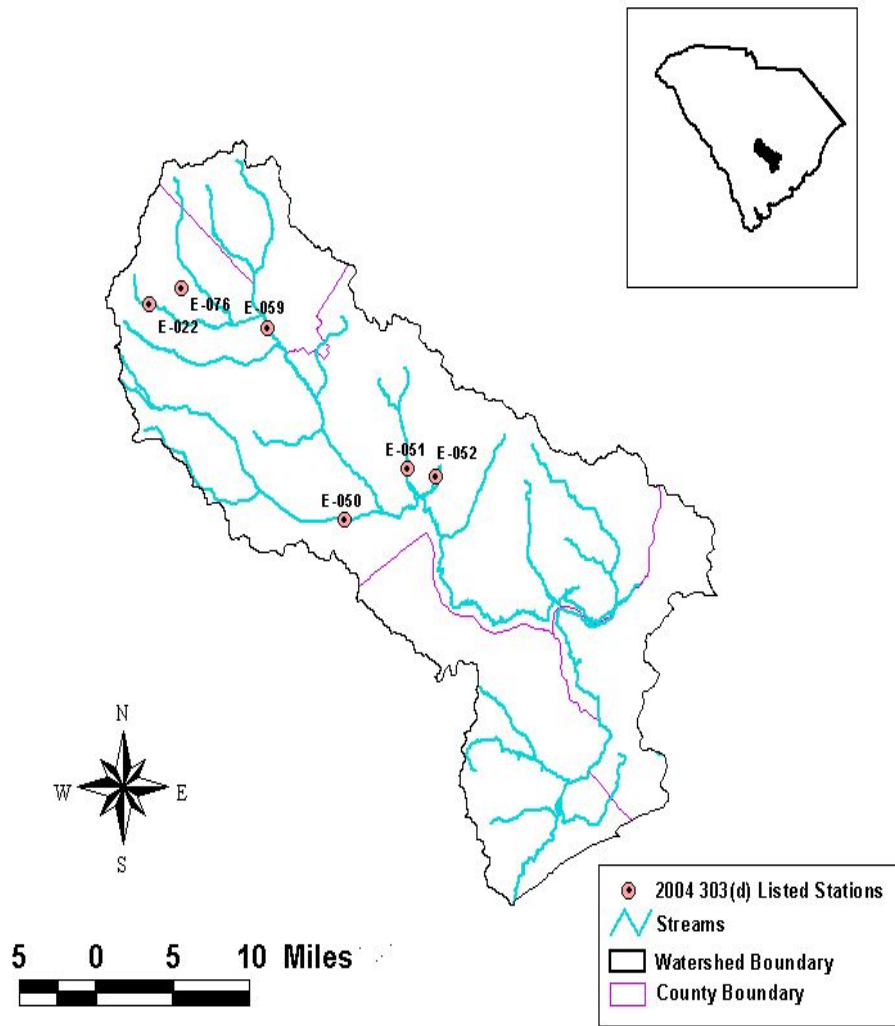 E-076
E-059
E-022
E-051
E-052
E-050
N
W E
S
5 0 5 10 Miles
2004 303(d) Listed Stations
Streams
Watershed Boundary
County Boundary